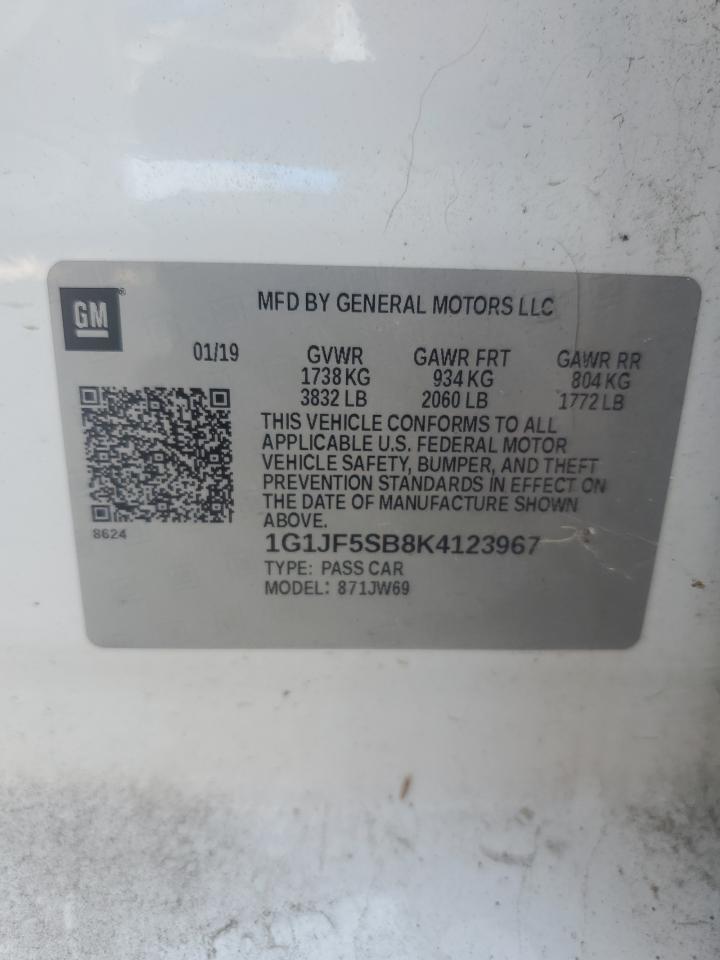 GM®
MFD BY GENERAL MOTORS LLC
01/19 GVWR GAWR FRT GAWR RR
1738 KG 934 KG 804 KG
3832 LB 2060 LB 1772 LB
THIS VEHICLE CONFORMS TO ALL
APPLICABLE U.S. FEDERAL MOTOR
VEHICLE SAFETY, BUMPER, AND THEFT
PREVENTION STANDARDS IN EFFECT ON
THE DATE OF MANUFACTURE SHOWN
ABOVE.
8624
1G1JF5SB8K4123967
TYPE: PASS CAR
MODEL: 871JW69